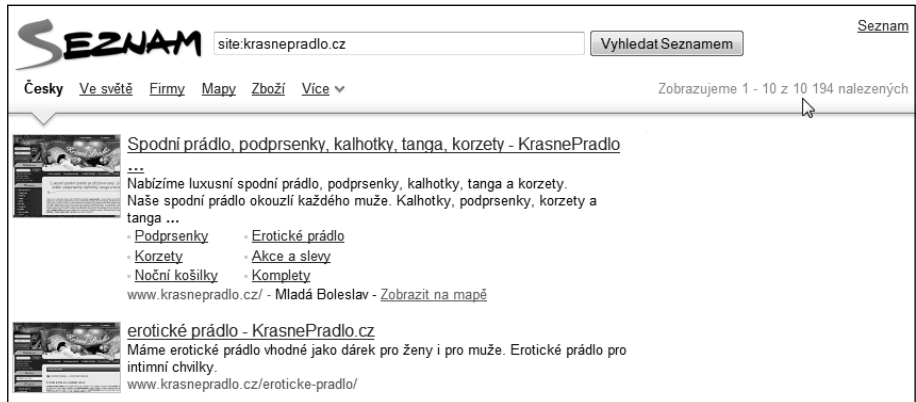 Seznam
SEZNAM site:krasnepradlo.cz Vyhledat Seznamem
Česky Ve světě Firmy Mapy Zboží Více Zobrazujeme 1 - 10 z 10 194 nalezených
Spodní prádlo, podprsenky, kalhotky, tanga, korzety - KrasnePradlo
...
Nabízíme luxusní spodní prádlo, podprsenky, kalhotky, tanga a korzety.
Naše spodní prádlo okouzlí každého muže. Kalhotky, podprsenky, korzety a
tanga ...
Podprsenky Erotické prádlo
Korzety Akce a slevy
Noční košilky Komplety
www.krasnepradlo.cz/ - Mladá Boleslav - Zobrazit na mapě
erotické prádlo - KrasnePradlo.cz
Máme erotické prádlo vhodné jako dárek pro ženy i pro muže. Erotické prádlo pro
intimní chvilky.
www.krasnepradlo.cz/eroticke-pradlo/